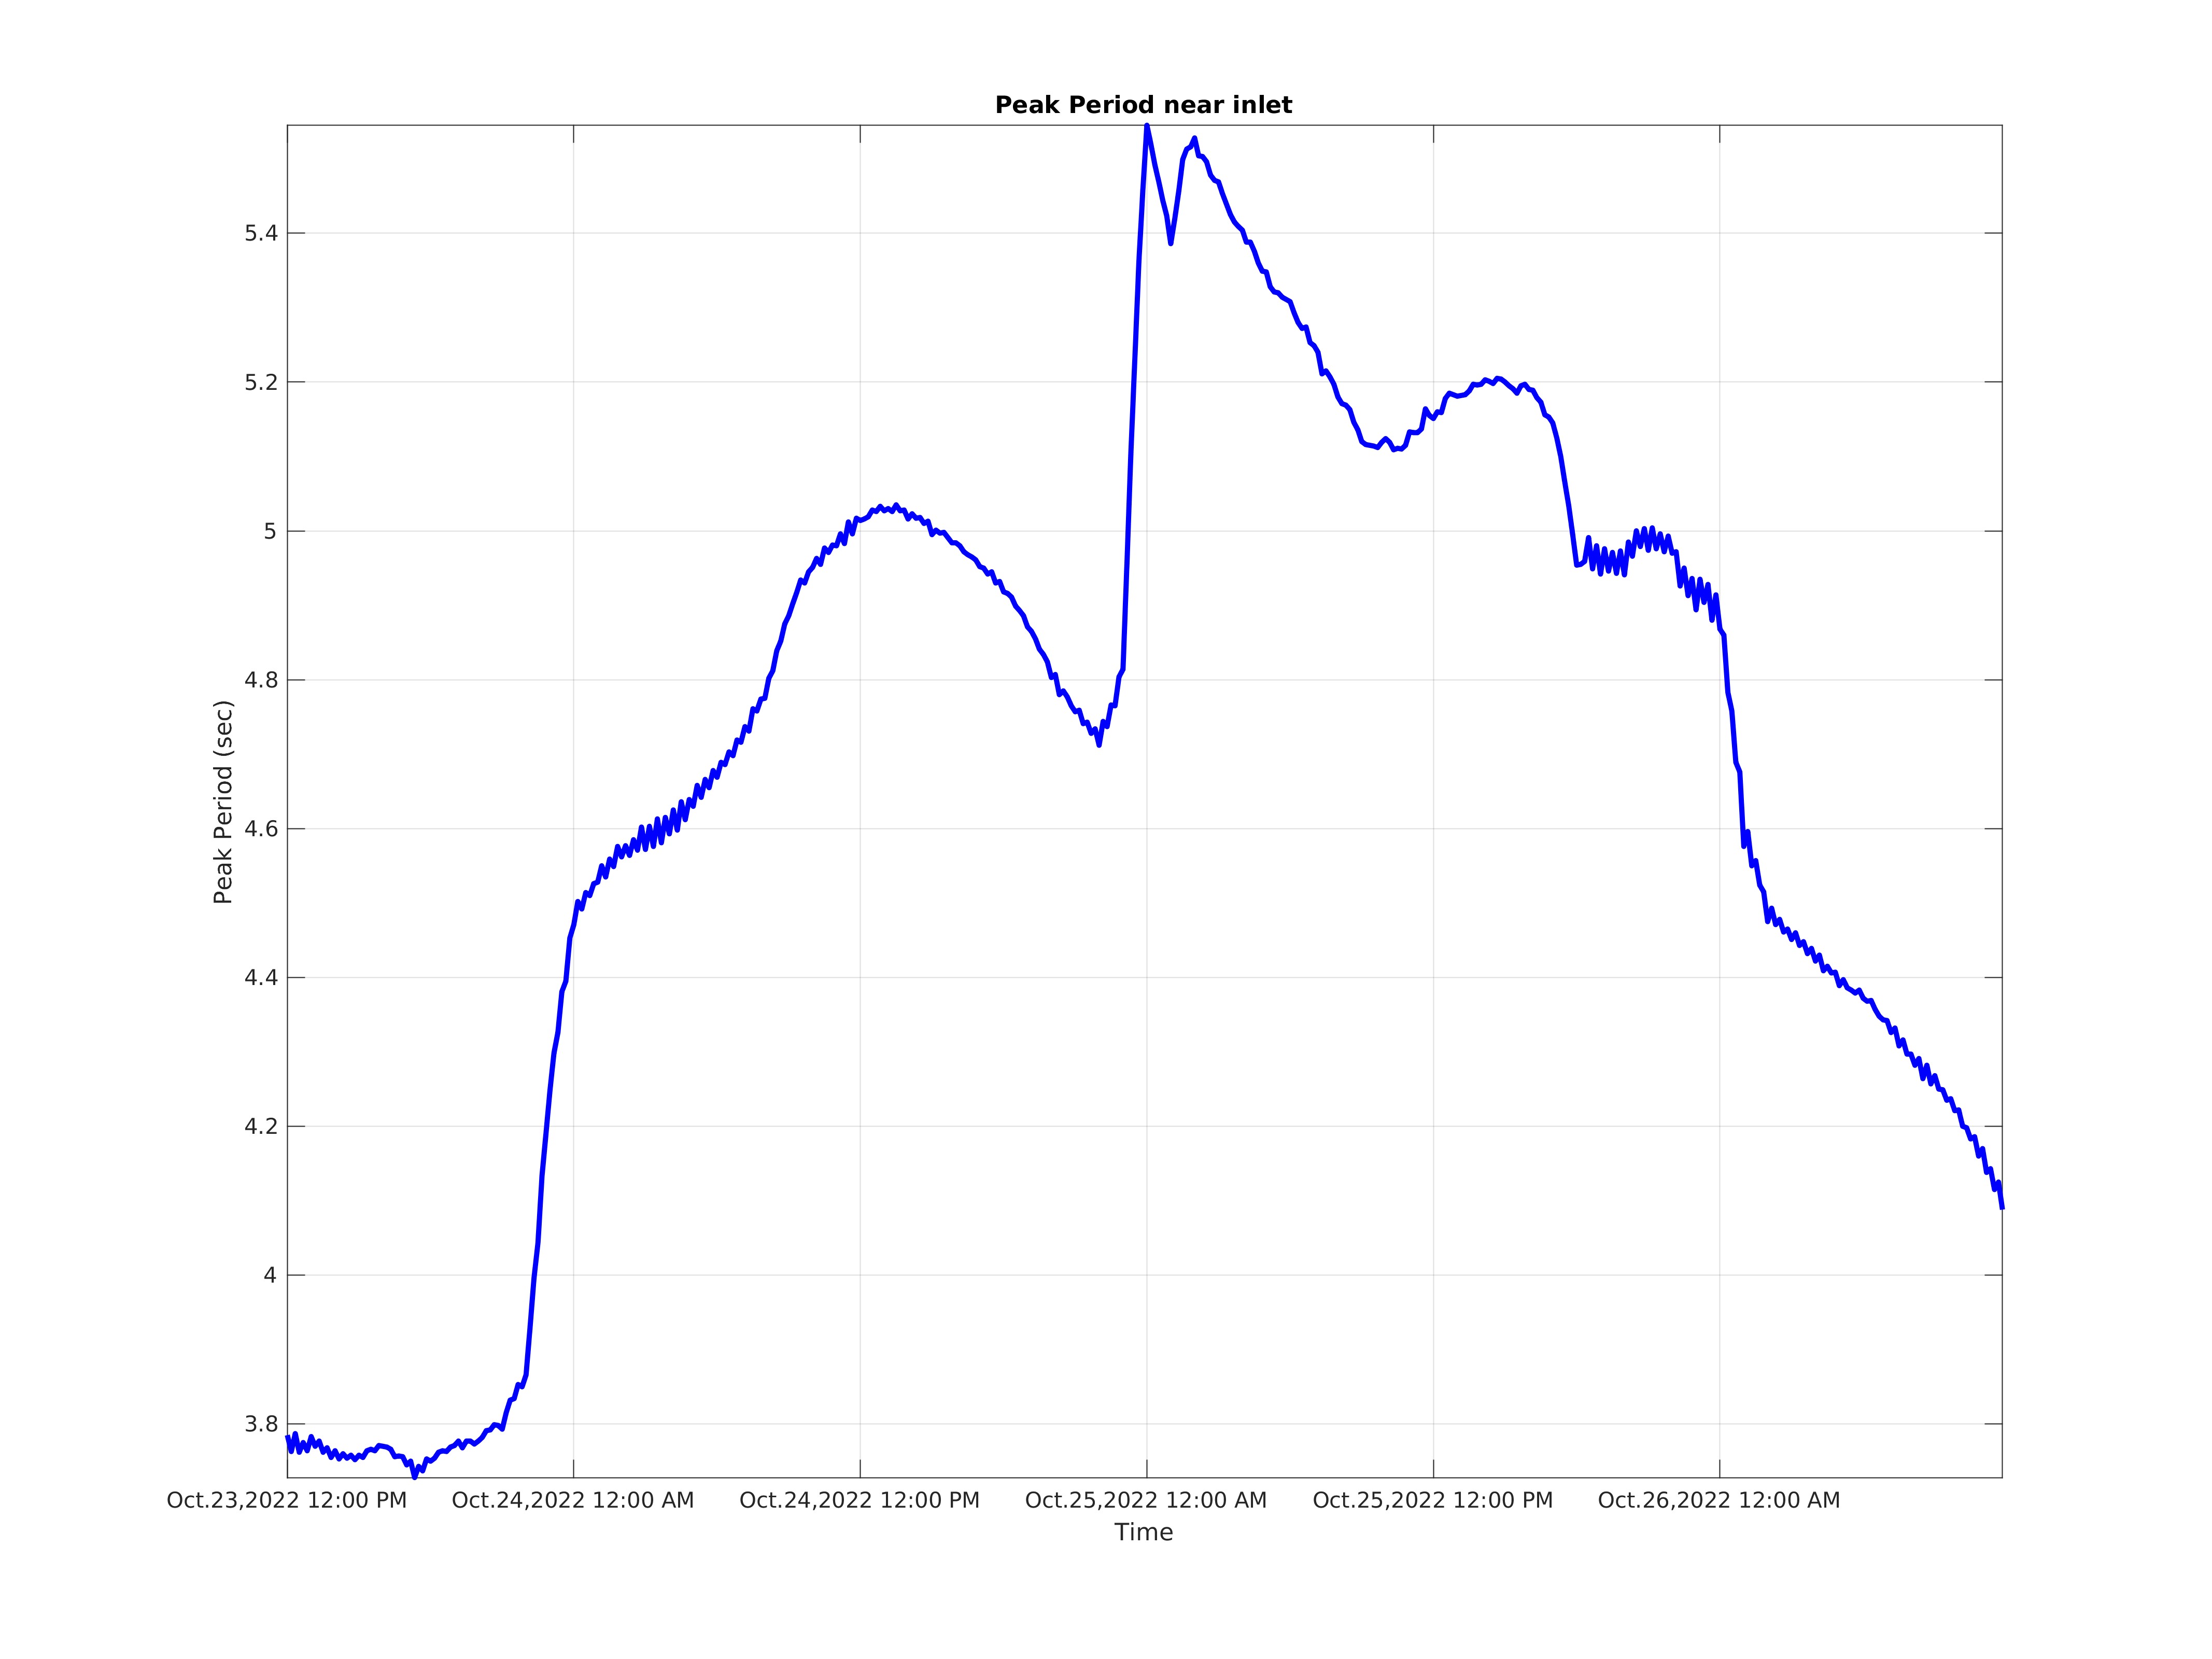 Peak Period near inlet
5.4
5.2
5
4.8
4.6
4.4
4.2
4
3.8
Peak Period (sec)
Oct.23,2022 12:00 PM
Oct.24,2022 12:00 AM
Oct.24,2022 12:00 PM
Oct.25,2022 12:00 AM
Oct.25,2022 12:00 PM
Oct.26,2022 12:00 AM
Time